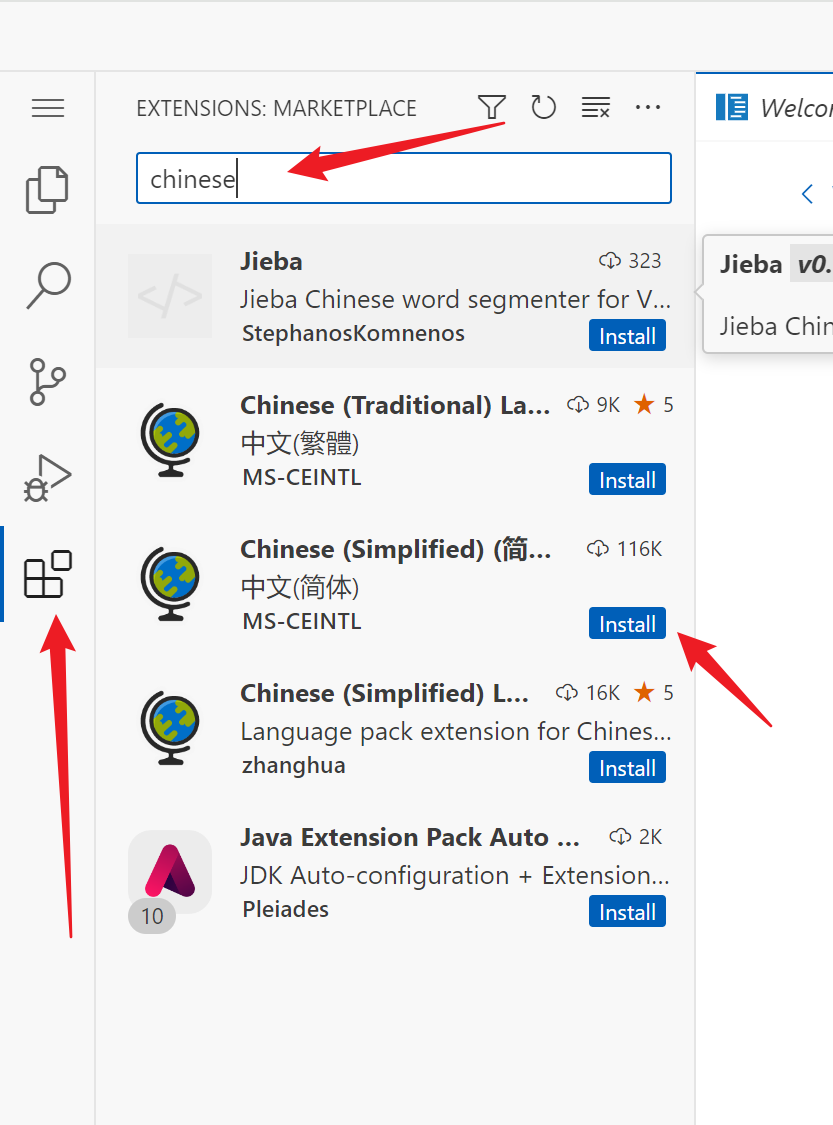 EXTENSIONS: MARKETPLACE
Welcor
chinese
Jieba
323
Jieba Chinese word segmenter for V...
StephanosKomnenos
Install
Jieba v0.
Jieba Chin
Chinese (Traditional) La...
9K
5
中文(繁體)
MS-CEINTL
Install
Chinese (Simplified) (简...
116K
中文(简体)
MS-CEINTL
Install
Chinese (Simplified) L...
16K
5
Language pack extension for Chines...
zhanghua
Install
Java Extension Pack Auto ...
2K
JDK Auto-configuration + Extension...
10
Pleiades
Install